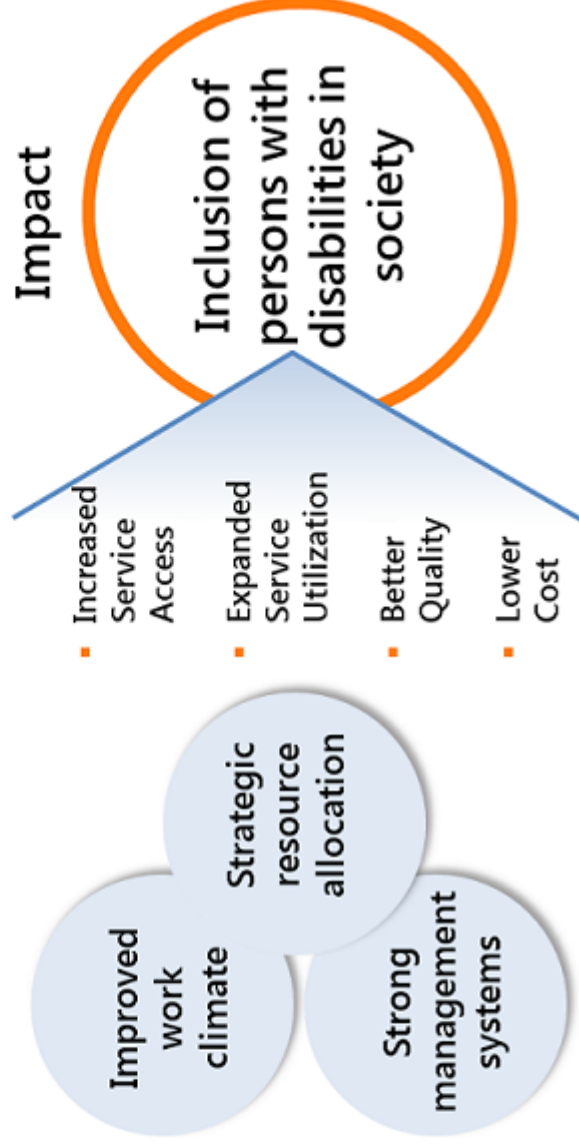 Improved
work
climate
Strategic
resource
allocation
Strong
management
systems
▪ Increased
Service
Access
▪ Expanded
Service
Utilization
▪ Better
Quality
▪ Lower
Cost
Impact
Inclusion of
persons with
disabilities in
society